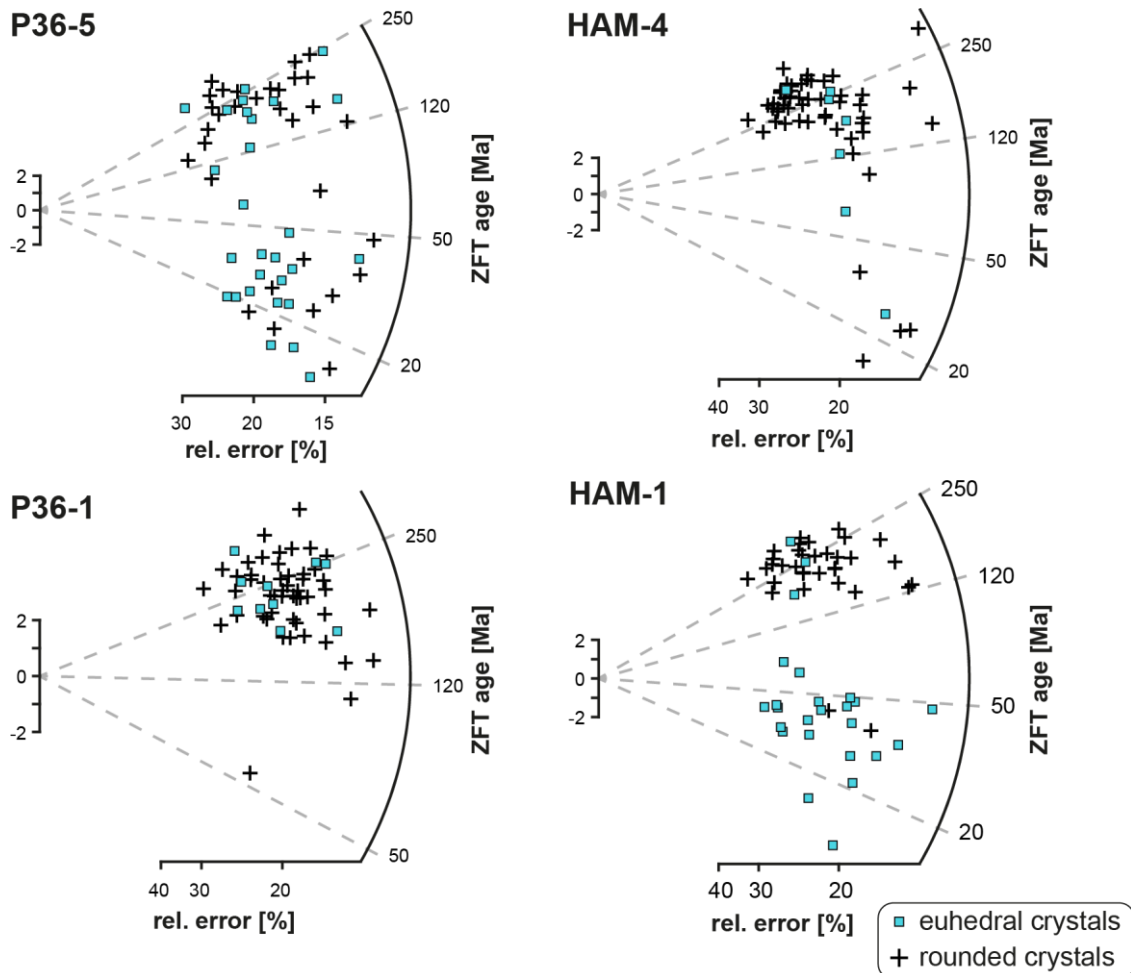 P36-5
250
120
2
0
-2
50
20
ZFT age [Ma]
30 20 15
rel. error [%]
HAM-4
250
120
2
0
-2
50
20
ZFT age [Ma]
40 30 20
rel. error [%]
P36-1
250
2
0
-2
120
50
ZFT age [Ma]
40 30 20
rel. error [%]
HAM-1
250
120
2
0
-2
50
20
ZFT age [Ma]
40 30 20
rel. error [%]
euhedral crystals
rounded crystals